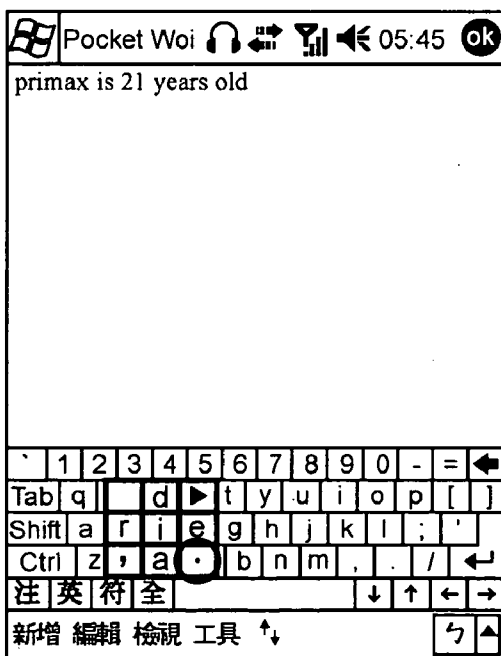 Pocket Woi 05:45 ok
primax is 21 years old
` 1 2 3 4 5 6 7 8 9 0 - =
Tab q d t y u i o p [ ]
Shift a r i e g h j k l ; '
Ctrl z , a · b n m , . /
注 英 符 全 ↓ ↑ ← →
新增 編輯 檢視 工具 ㄅ